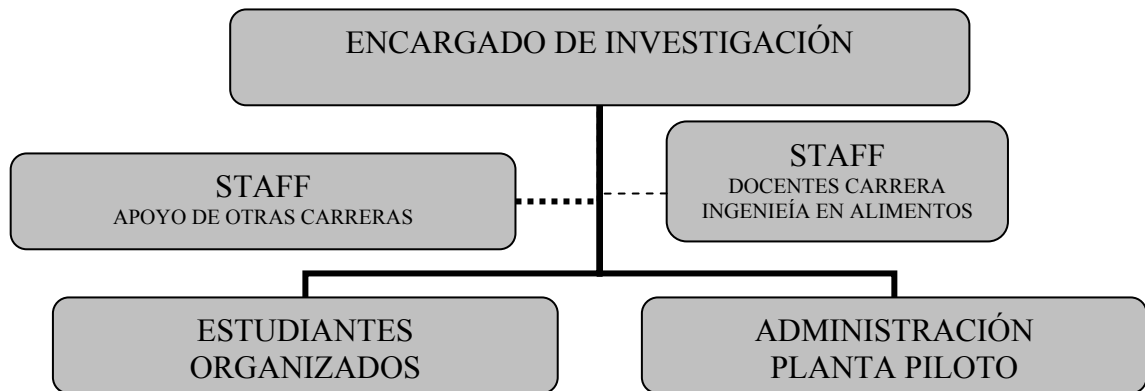 ENCARGADO DE INVESTIGACIÓN
STAFF
APOYO DE OTRAS CARRERAS
STAFF
DOCENTES CARRERA
INGENIEÍA EN ALIMENTOS
ESTUDIANTES
ORGANIZADOS
ADMINISTRACIÓN
PLANTA PILOTO